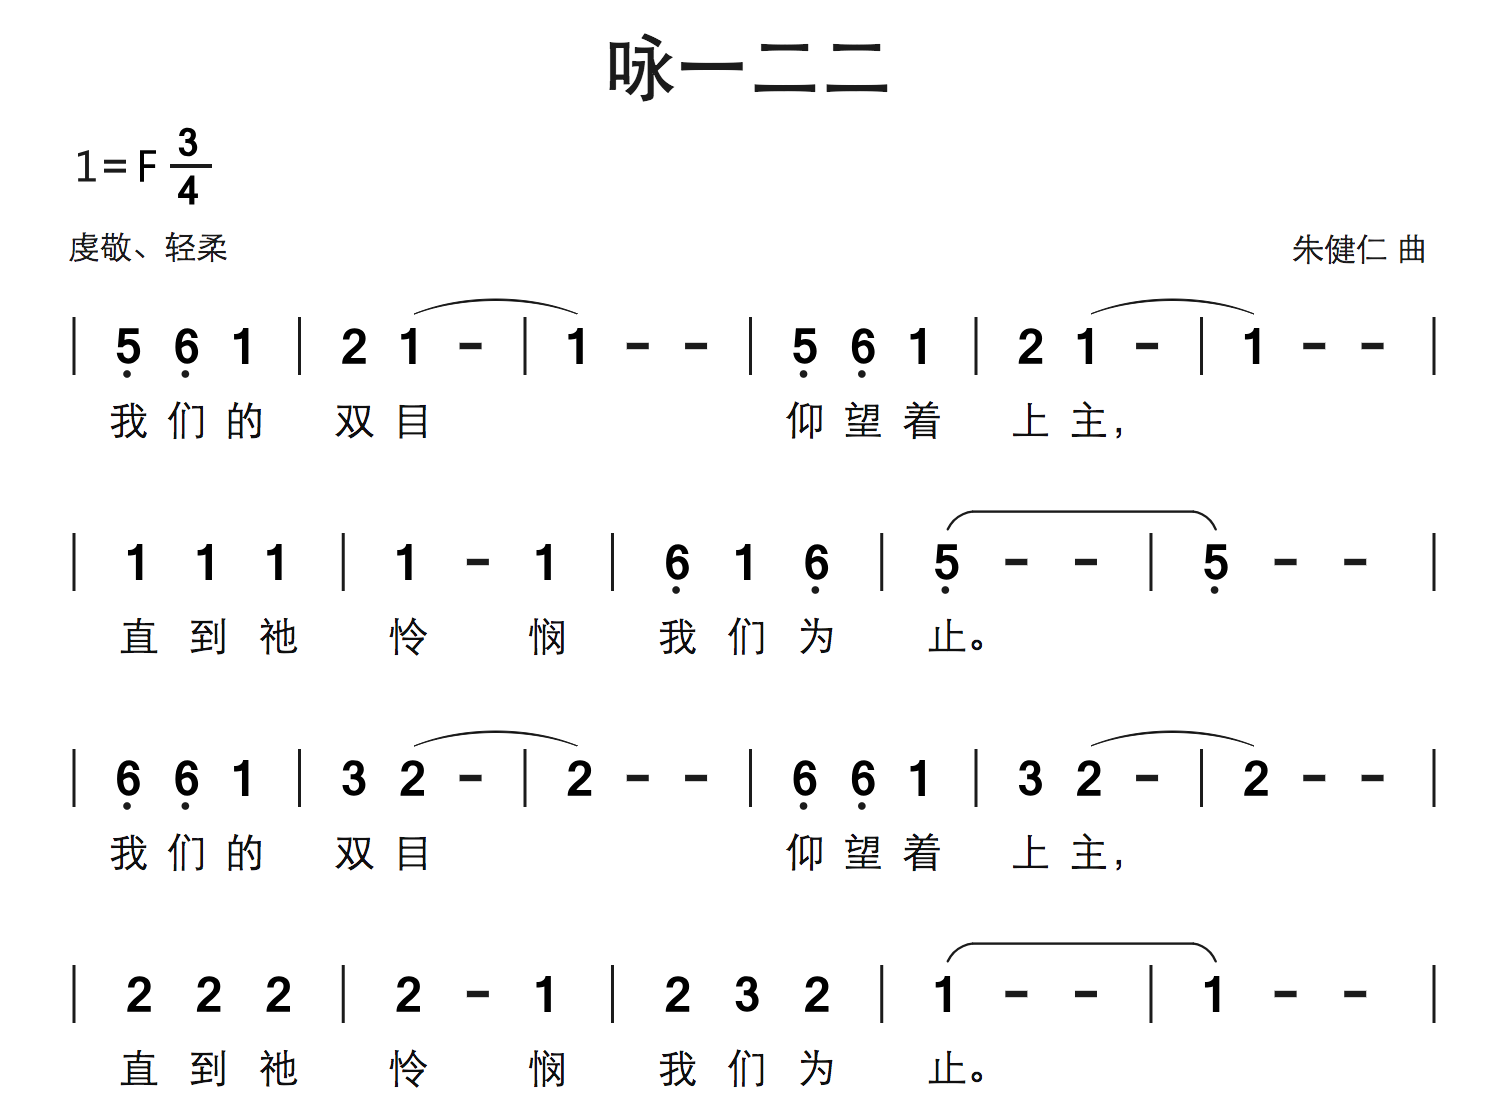 咏一二二
1=F 3/4
虔敬、轻柔 朱健仁 曲
| 5̣ 6̣ 1 | 2 1 - | 1 - - | 5̣ 6̣ 1 | 2 1 - | 1 - - |
我们的 双目 仰望着 上主,
| 1 1 1 | 1 - 1 | 6̣ 1 6̣ | 5̣ - - | 5̣ - - |
直到祂 怜 悯 我们为 止。
| 6̣ 6̣ 1 | 3 2 - | 2 - - | 6̣ 6̣ 1 | 3 2 - | 2 - - |
我们的 双目 仰望着 上主,
| 2 2 2 | 2 - 1 | 2 3 2 | 1 - - | 1 - - |
直到祂 怜 悯 我们为 止。